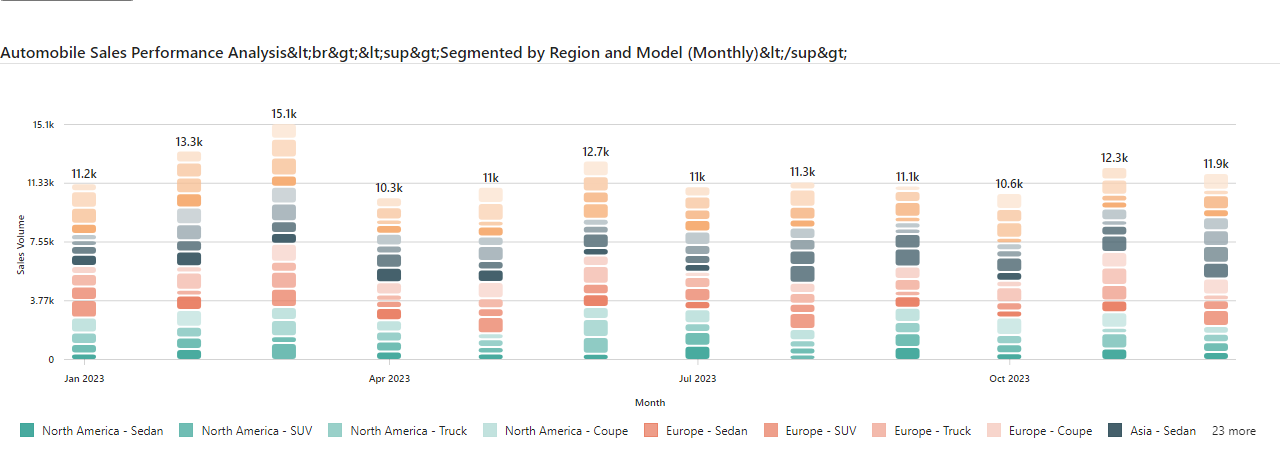 Automobile Sales Performance Analysis&lt;br&gt;&lt;sup&gt;Segmented by Region and Model (Monthly)&lt;/sup&gt;
15.1k
13.3k
12.7k
12.3k
11.9k
11.2k
10.3k
11k
11k
11.3k
11.1k
10.6k
15.1k
11.33k
7.55k
3.77k
0
Sales Volume
Jan 2023 Apr 2023 Jul 2023 Oct 2023
Month
North America - Sedan North America - SUV North America - Truck North America - Coupe Europe - Sedan Europe - SUV Europe - Truck Europe - Coupe Asia - Sedan 23 more